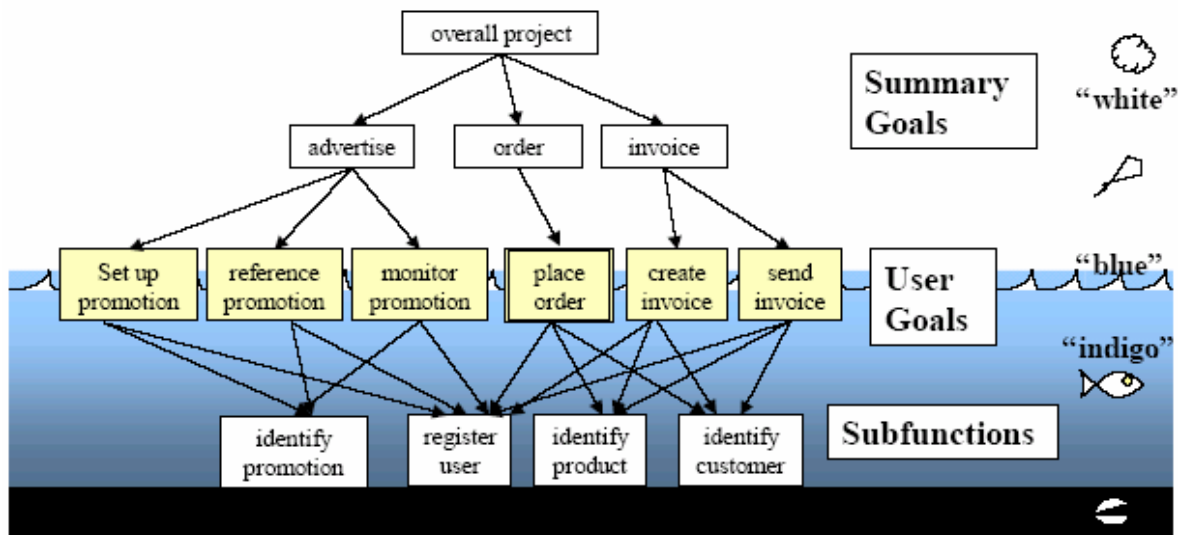 overall project
Summary
Goals
“white”
advertise
order
invoice
Set up
promotion
reference
promotion
monitor
promotion
place
order
create
invoice
send
invoice
User
Goals
“blue”
“indigo”
identify
promotion
register
user
identify
product
identify
customer
Subfunctions